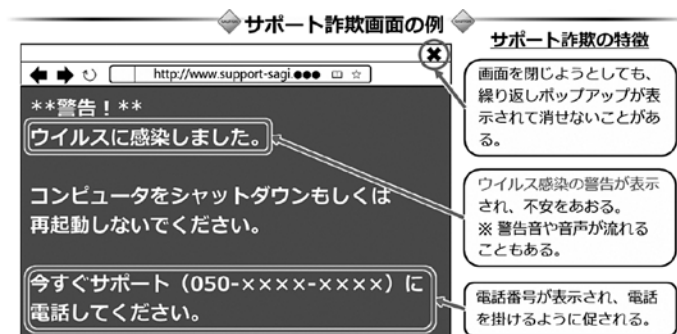 サポート詐欺画面の例
サポート詐欺の特徴
http://www.support-sagi.●●●
**警告！**
ウイルスに感染しました。
コンピュータをシャットダウンもしくは
再起動しないでください。
今すぐサポート（050-××××-××××）に
電話してください。
画面を閉じようとしても、
繰り返しポップアップが表
示されて消せないことがあ
る。
ウイルス感染の警告が表示
され、不安をあおる。
※ 警告音や音声が流れる
こともある。
電話番号が表示され、電話
を掛けるように促される。